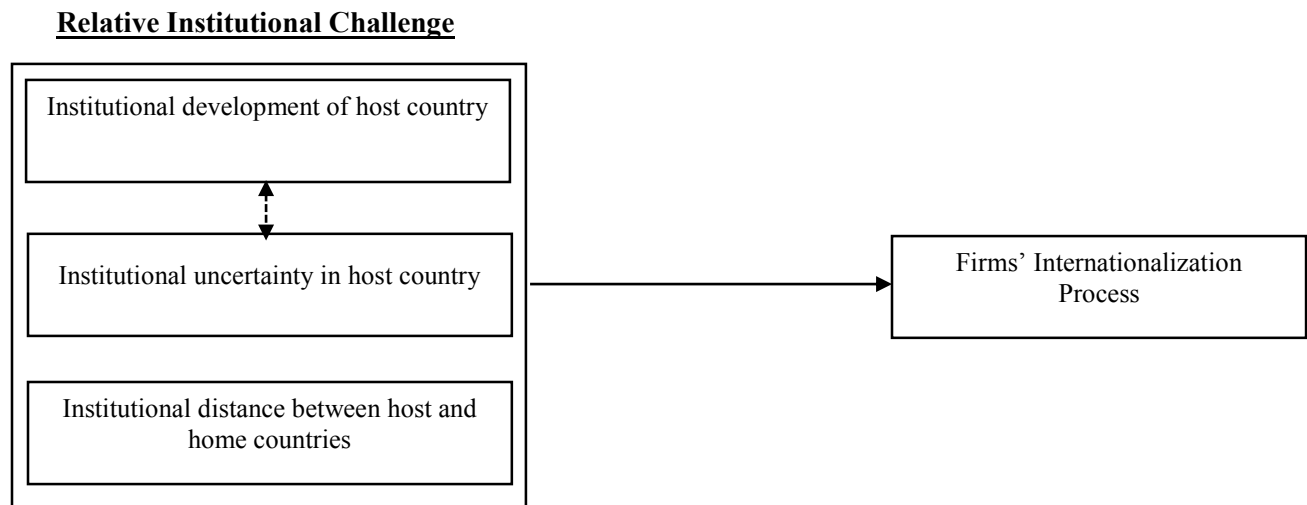 Relative Institutional Challenge
Institutional development of host country
Institutional uncertainty in host country
Institutional distance between host and
home countries
Firms’ Internationalization
Process